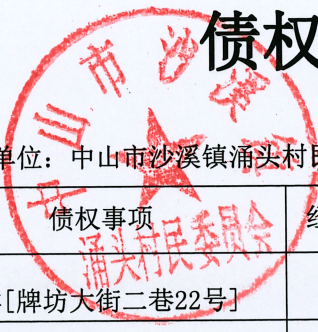 债权
单位：中山市沙溪镇涌头村民
债权事项
[牌坊大街二巷22号]
中山市沙溪镇
涌头村民委员会